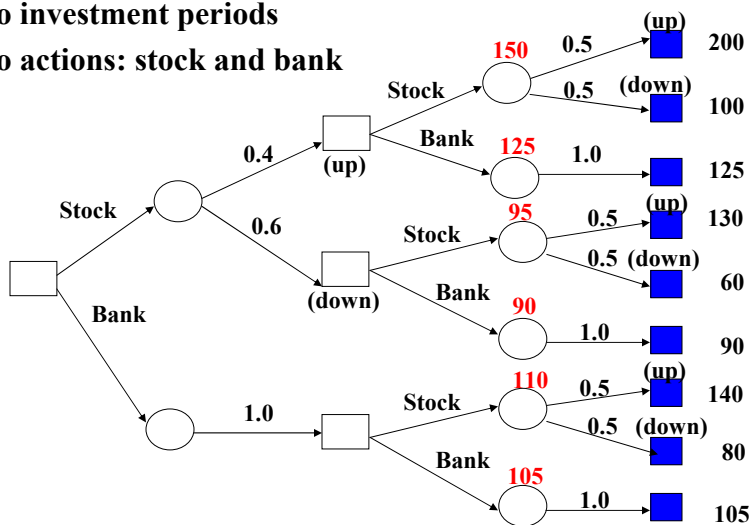 o investment periods
o actions: stock and bank
(up)
150 0.5 200
Stock 0.5 (down)
100
0.4 Bank 125 1.0
(up) 125
Stock 95 0.5 (up) 130
0.6 Stock 0.5 (down)
(down) 60
Bank Bank 90 1.0
90
(up)
110 0.5 140
1.0 Stock 0.5 (down)
80
Bank 105 1.0
105